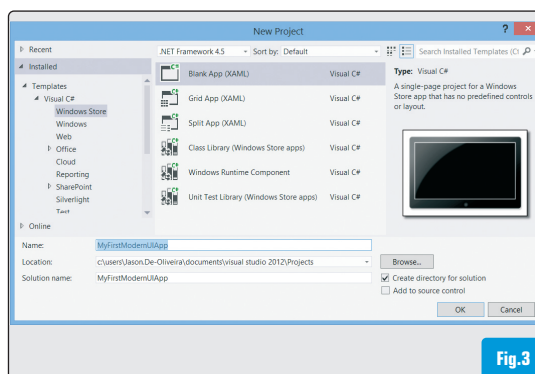 New Project
? ×
Recent
.NET Framework 4.5 Sort by: Default
Search Installed Templates (Ct
Installed
Templates
Visual C#
Windows Store
Windows
Web
Office
Cloud
Reporting
SharePoint
Silverlight
Test
Online
Blank App (XAML) Visual C#
Grid App (XAML) Visual C#
Split App (XAML) Visual C#
Class Library (Windows Store apps) Visual C#
Windows Runtime Component Visual C#
Unit Test Library (Windows Store apps) Visual C#
Type: Visual C#
A single-page project for a Windows
Store app that has no predefined controls
or layout.
Name: MyFirstModernUIApp
Location: c:\users\Jason.De-Oliveira\documents\visual studio 2012\Projects
Browse...
Solution name: MyFirstModernUIApp
Create directory for solution
Add to source control
OK Cancel
Fig.3